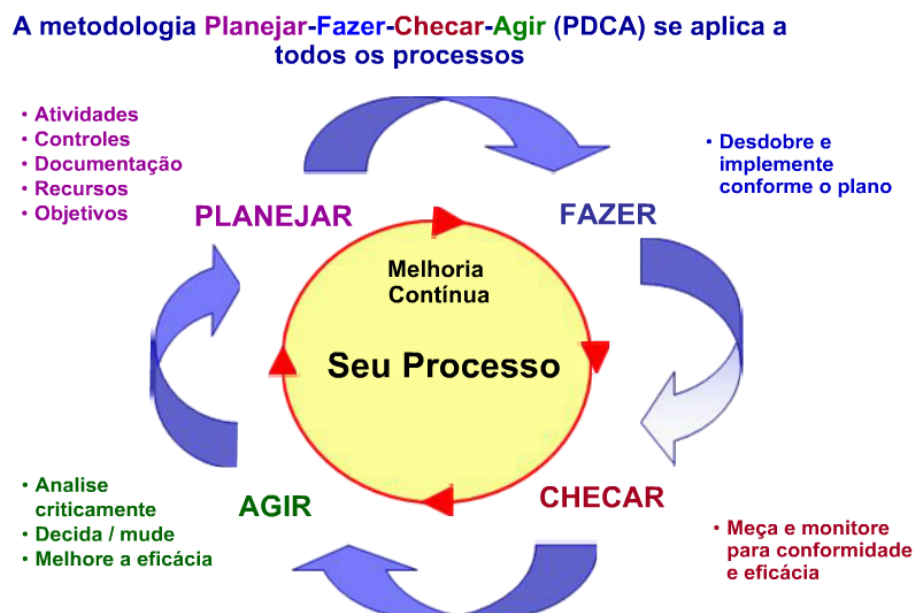 A metodologia Planejar-Fazer-Checar-Agir (PDCA) se aplica a
todos os processos
• Atividades
• Controles
• Documentação
• Recursos
• Objetivos
PLANEJAR
• Desdobre e
implemente
conforme o plano
FAZER
Melhoria
Contínua
Seu Processo
• Analise
criticamente
• Decida / mude
• Melhore a eficácia
AGIR
CHECAR
• Meça e monitore
para conformidade
e eficácia